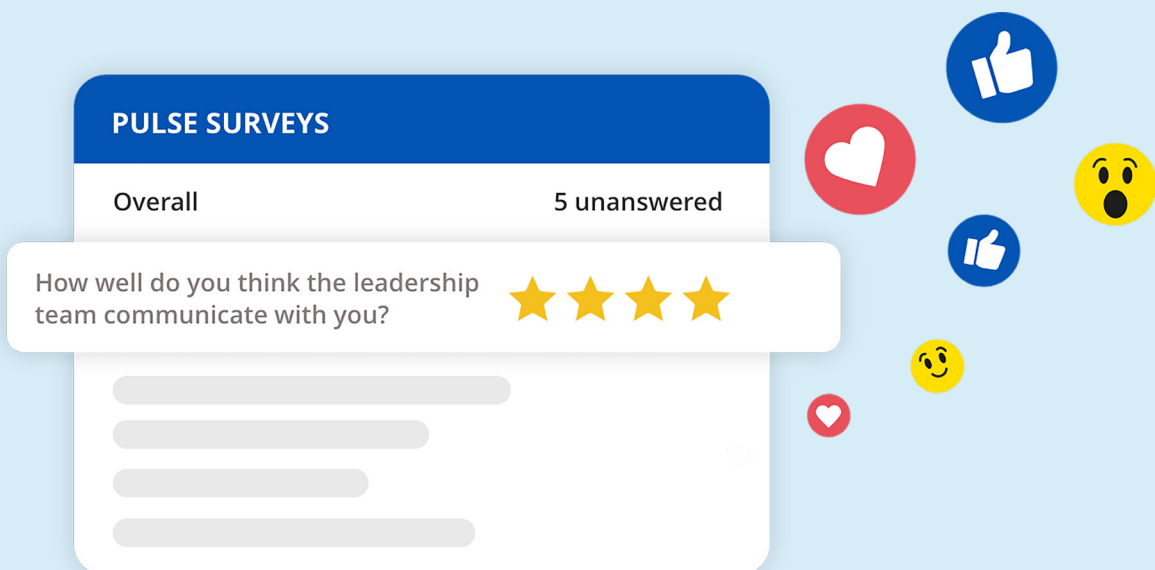 PULSE SURVEYS
Overall
5 unanswered
How well do you think the leadership
team communicate with you?